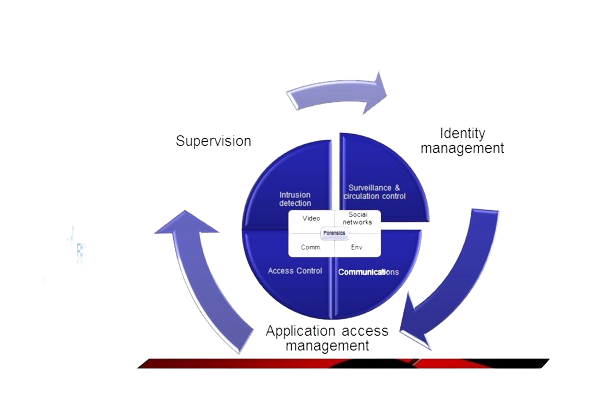 Supervision
Identity
management
Intrusion
detection
Surveillance &
circulation control
Video
Social
networks
Forensics
Comm.
Env
Access Control
Communications
Application access
management